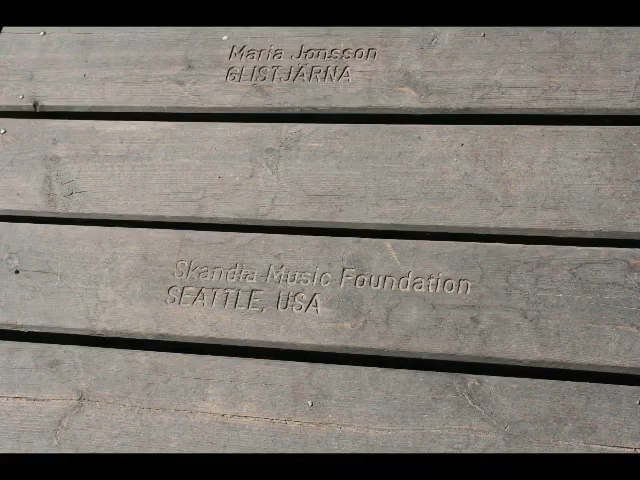 Maria Jonsson
GLISTJÄRNA
Skandia Music Foundation
SEATTLE, USA